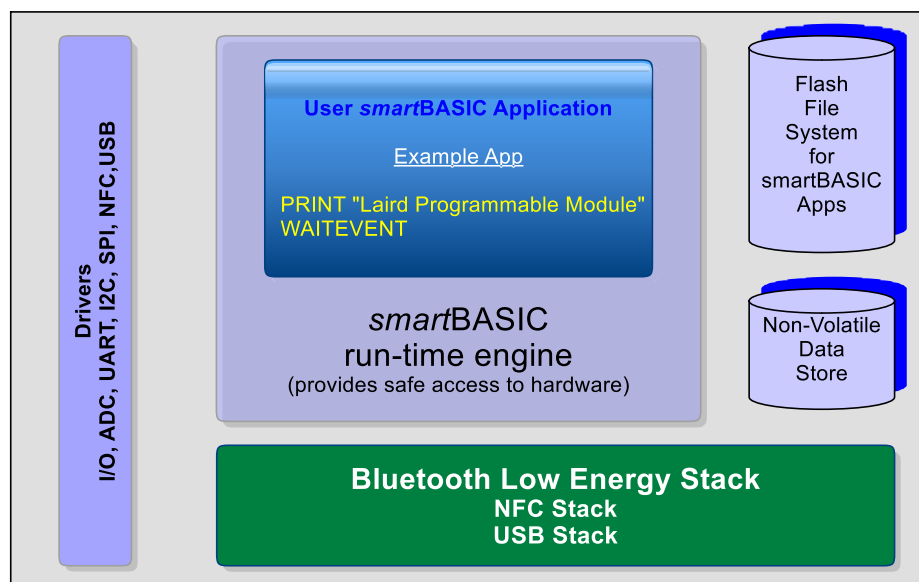 Drivers
I/O, ADC, UART, I2C, SPI, NFC,USB
User smartBASIC Application
Example App
PRINT "Laird Programmable Module"
WAITEVENT
smartBASIC
run-time engine
(provides safe access to hardware)
Flash
File
System
for
smartBASIC
Apps
Non-Volatile
Data
Store
Bluetooth Low Energy Stack
NFC Stack
USB Stack